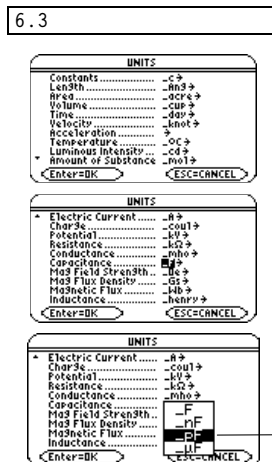 6.3
UNITS
Constants................ _c→
Length.................... _Ang→
Area....................... _acre→
Volume................... _cup→
Time....................... _day→
Velocity.................. _knot→
Acceleration............ →
Temperature............ _°C→
Luminous Intensity... _cd→
Amount of Substance _mol→
Enter=OK ESC=CANCEL
UNITS
Electric Current...... _A→
Charge................... _coul→
Potential................ _kV→
Resistance.............. _kΩ→
Conductance........... _mho→
Capacitance............ _F→
Mag Field Strength.. _Oe→
Mag Flux Density..... _Gs→
Magnetic Flux.......... _Wb→
Inductance.............. _henry→
Enter=OK ESC=CANCEL
UNITS
Electric Current...... _A→
Charge................... _coul→
Potential................ _kV→
Resistance.............. _kΩ→
Conductance........... _mho→
Capacitance............ _F
Mag Field Strength.. _nF
Mag Flux Density..... _pF
Magnetic Flux.......... _μF
Inductance..............
Enter=OK ESC=CANCEL